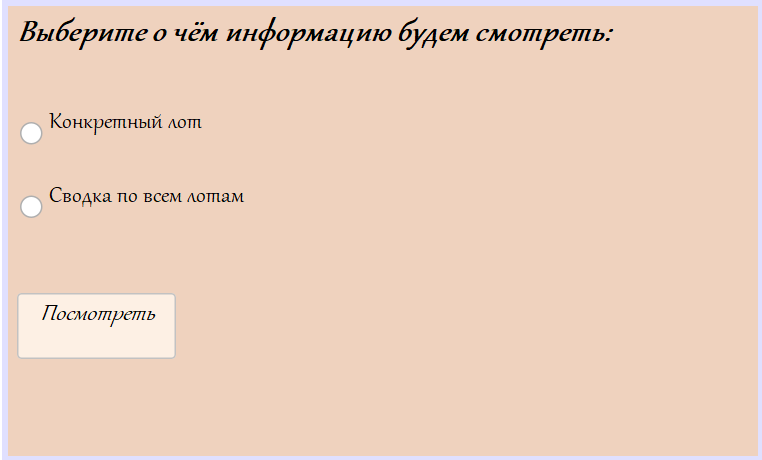 Выберите о чём информацию будем смотреть:
Конкретный лот
Сводка по всем лотам
Посмотреть